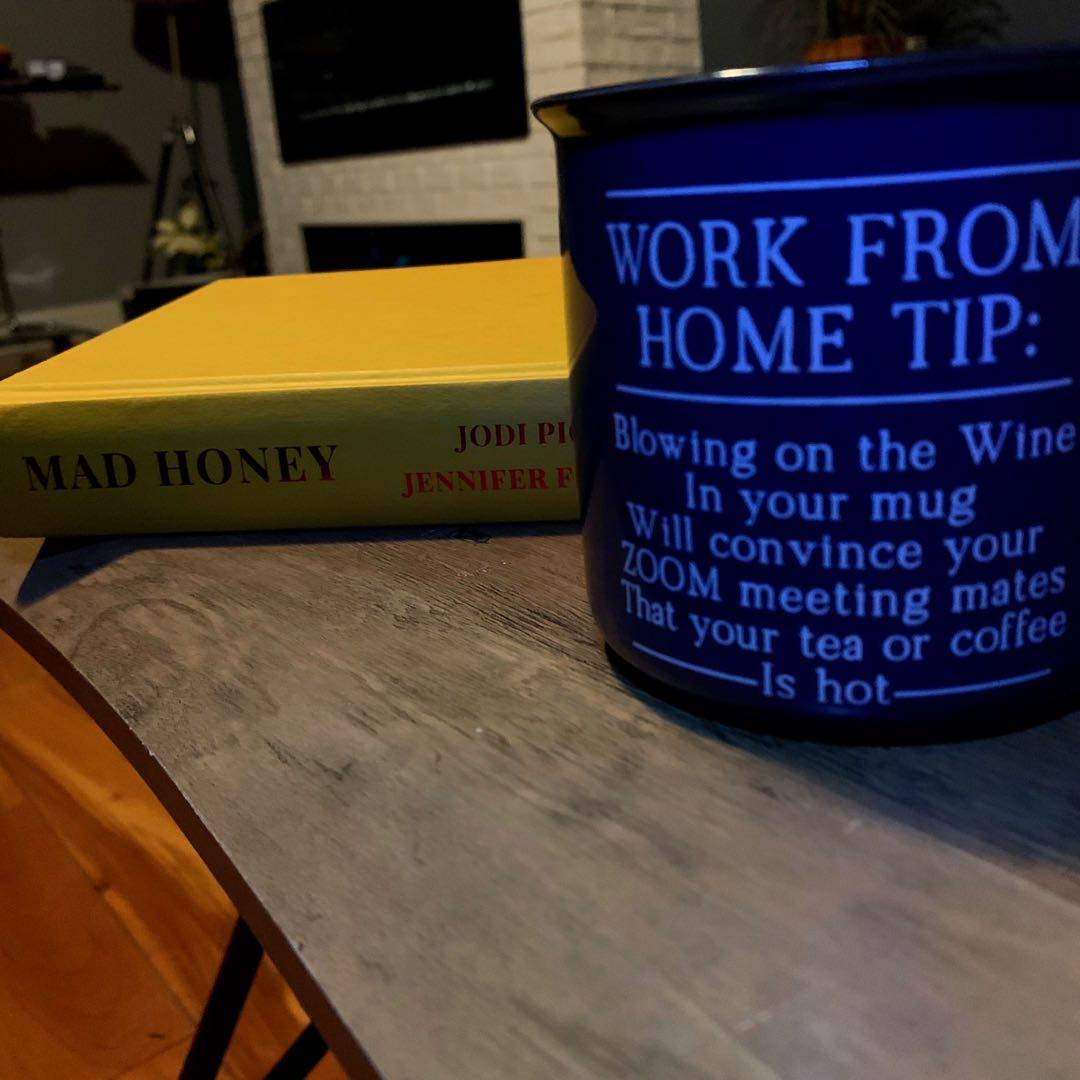 MAD HONEY
JODI PIC
JENNIFER F
WORK FROM
HOME TIP:
Blowing on the Wine
In your mug
Will convince your
ZOOM meeting mates
That your tea or coffee
Is hot